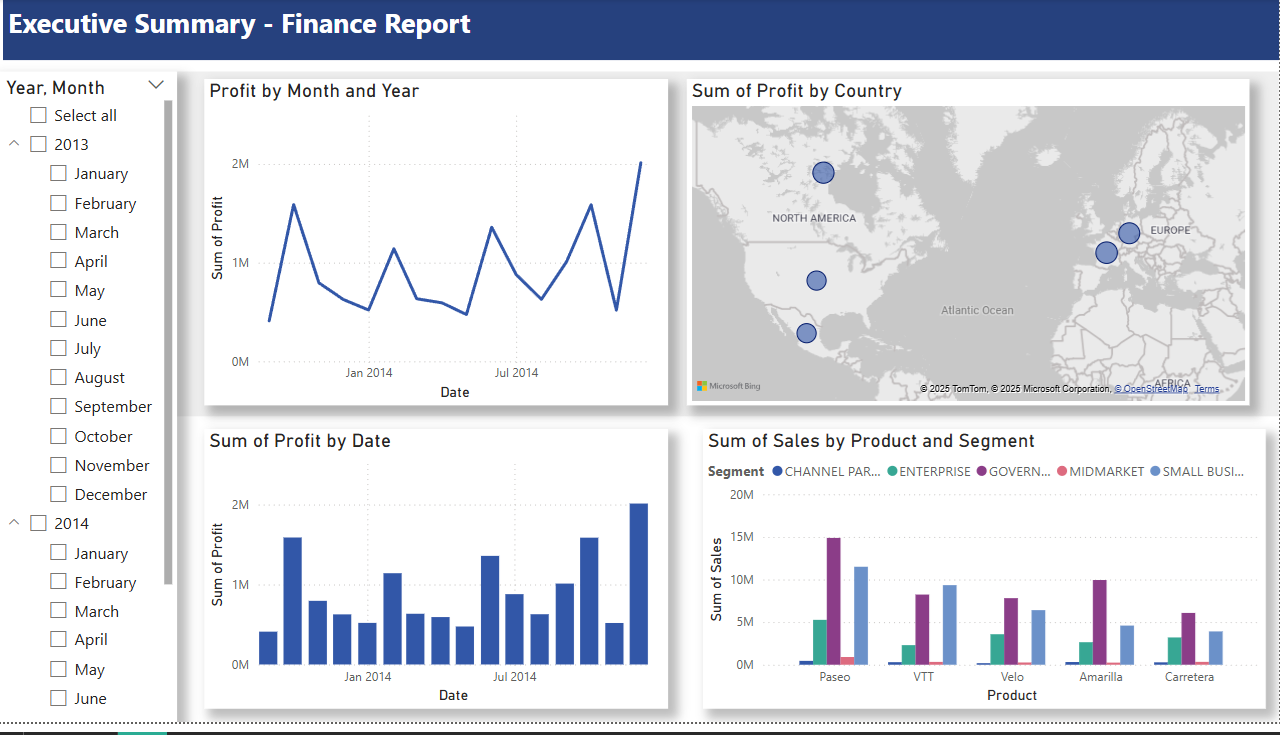 Executive Summary - Finance Report
Year, Month
Select all
2013
January
February
March
April
May
June
July
August
September
October
November
December
2014
January
February
March
April
May
June
Profit by Month and Year
Sum of Profit
2M
1M
0M
Jan 2014 Jul 2014
Date
Sum of Profit by Country
NORTH AMERICA
EUROPE
Atlantic Ocean
AFRICA
Microsoft Bing
© 2025 TomTom, © 2025 Microsoft Corporation, © OpenStreetMap Terms
Sum of Profit by Date
Sum of Profit
2M
1M
0M
Jan 2014 Jul 2014
Date
Sum of Sales by Product and Segment
Segment CHANNEL PAR... ENTERPRISE GOVERN... MIDMARKET SMALL BUSI...
Sum of Sales
20M
15M
10M
5M
0M
Paseo VTT Velo Amarilla Carretera
Product